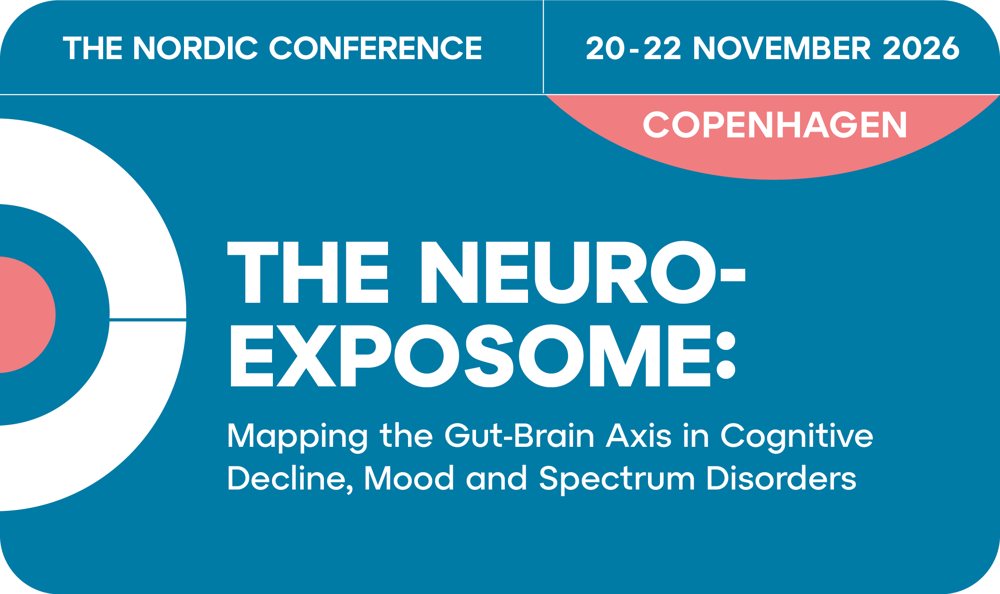 THE NORDIC CONFERENCE
20-22 NOVEMBER 2026
COPENHAGEN
THE NEURO-
EXPOSOME:
Mapping the Gut-Brain Axis in Cognitive
Decline, Mood and Spectrum Disorders